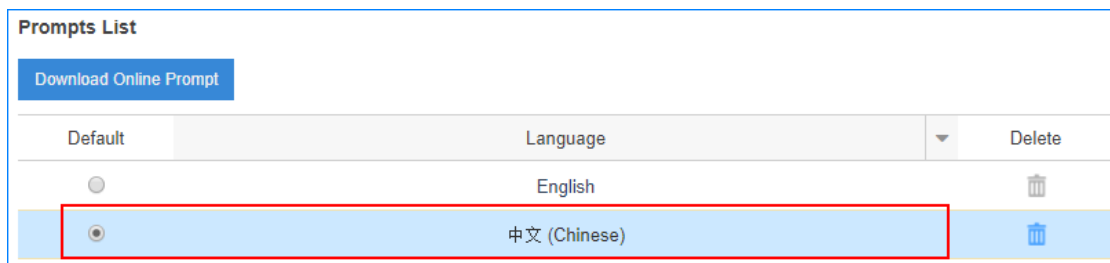 Prompts List
Download Online Prompt
Default Language Delete
English
中文 (Chinese)